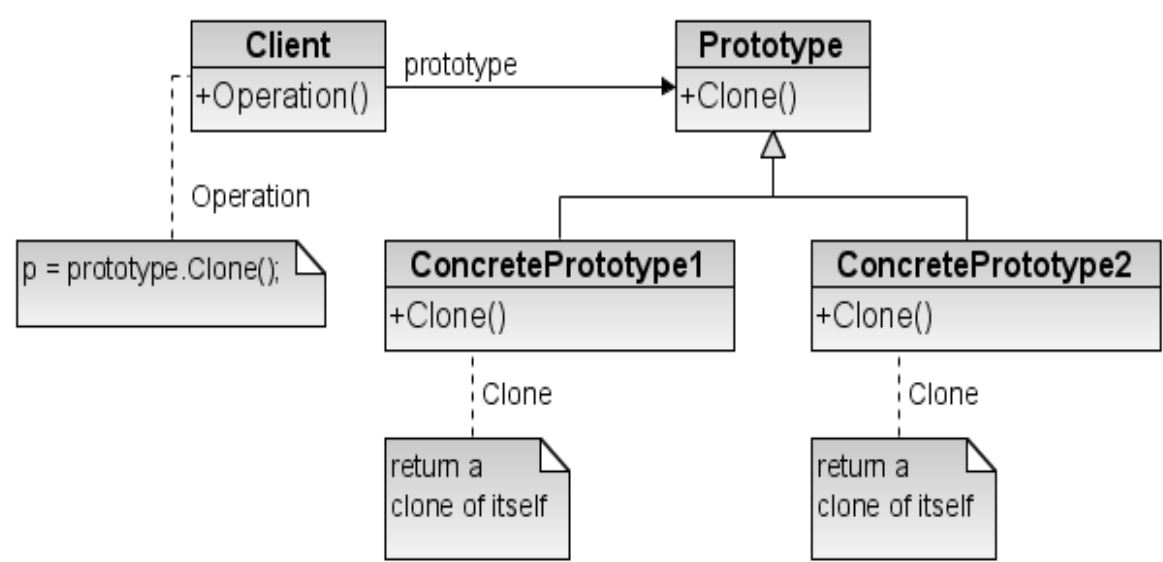 Client
+Operation()
prototype
Prototype
+Clone()
Operation
p = prototype.Clone();
ConcretePrototype1
+Clone()
ConcretePrototype2
+Clone()
Clone
Clone
return a
clone of itself
return a
clone of itself